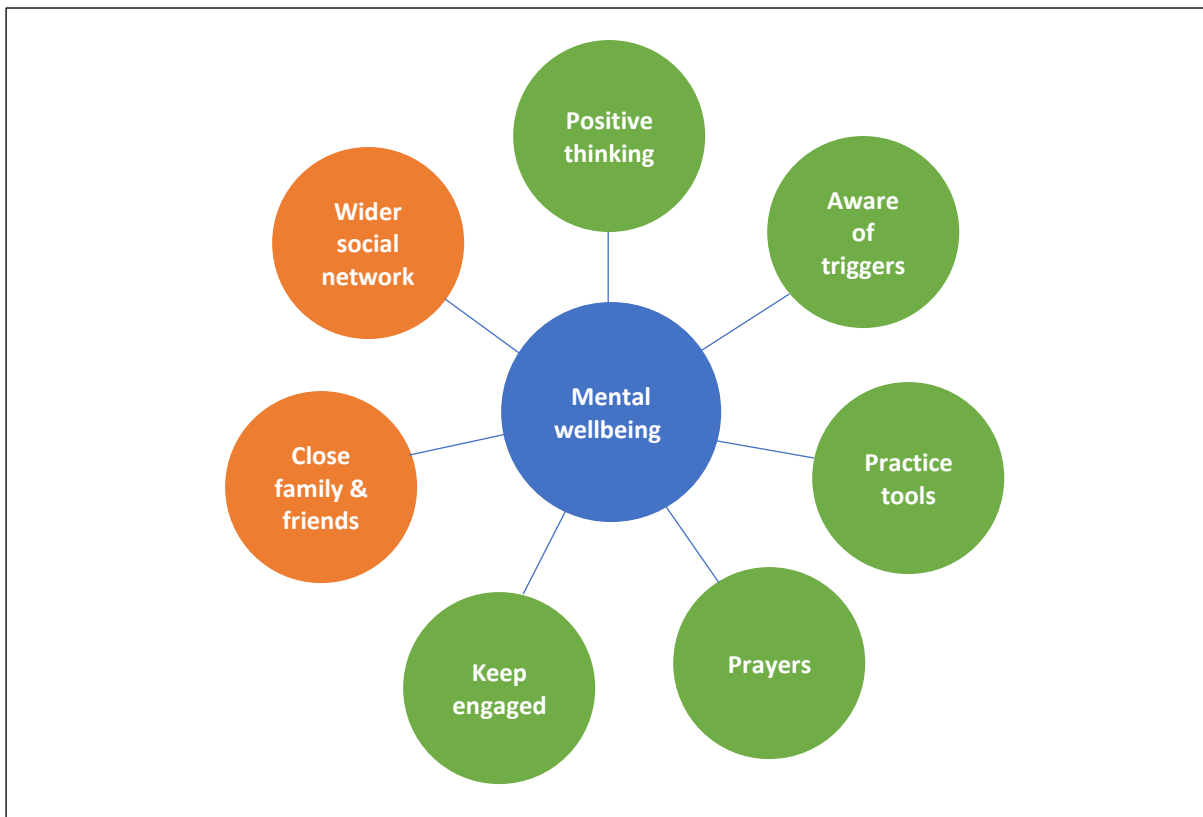 Positive
thinking
Aware
of
triggers
Wider
social
network
Mental
wellbeing
Practice
tools
Close
family &
friends
Prayers
Keep
engaged